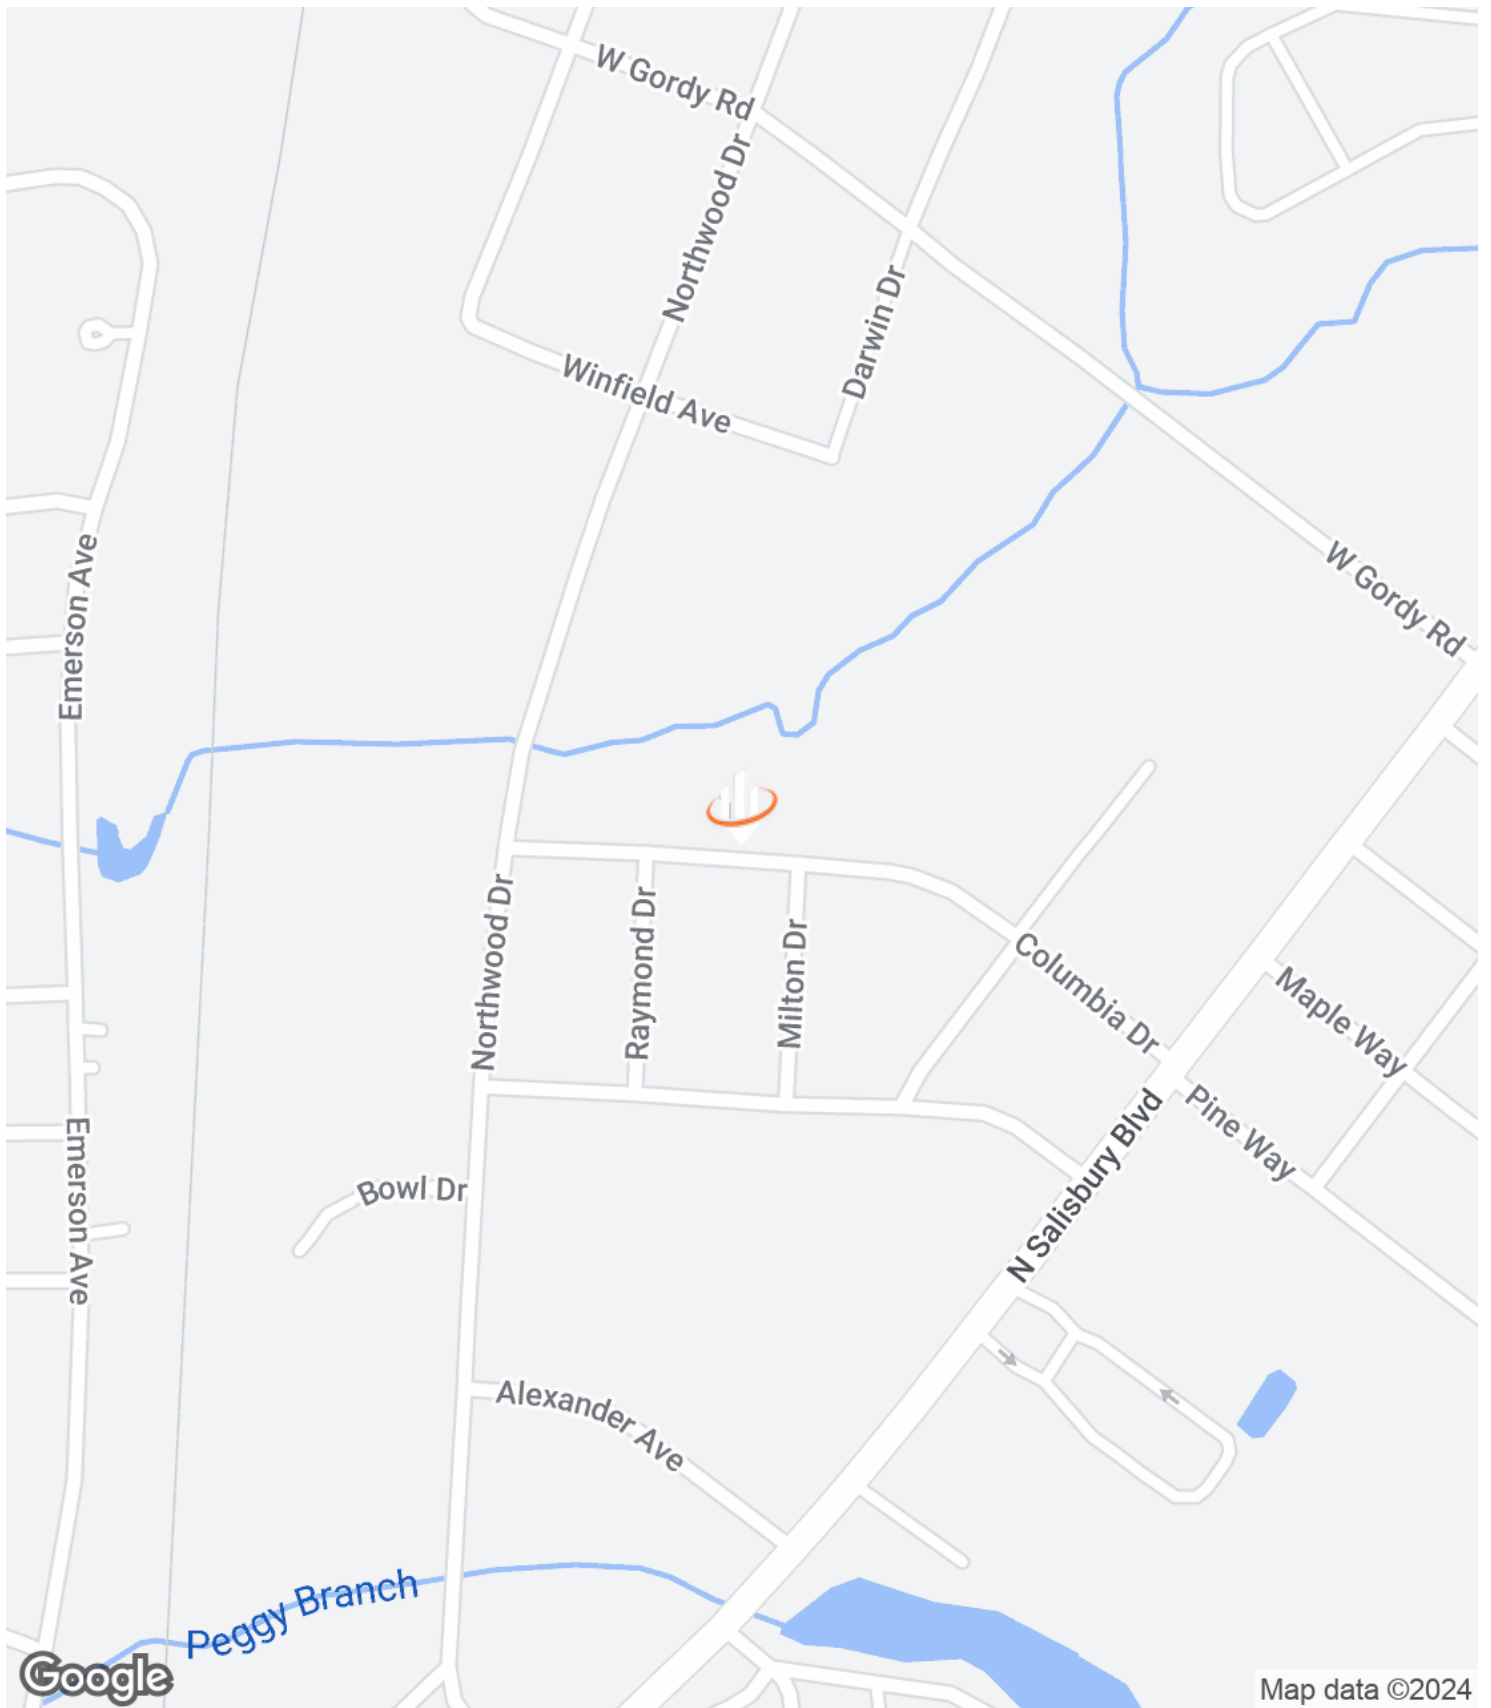 W Gordy Rd
Northwood Dr
Darwin Dr
Winfield Ave
W Gordy Rd
Emerson Ave
Northwood Dr
Raymond Dr
Milton Dr
Columbia Dr
Maple Way
Pine Way
N Salisbury Blvd
Bowl Dr
Emerson Ave
Alexander Ave
Peggy Branch
Google
Map data ©2024